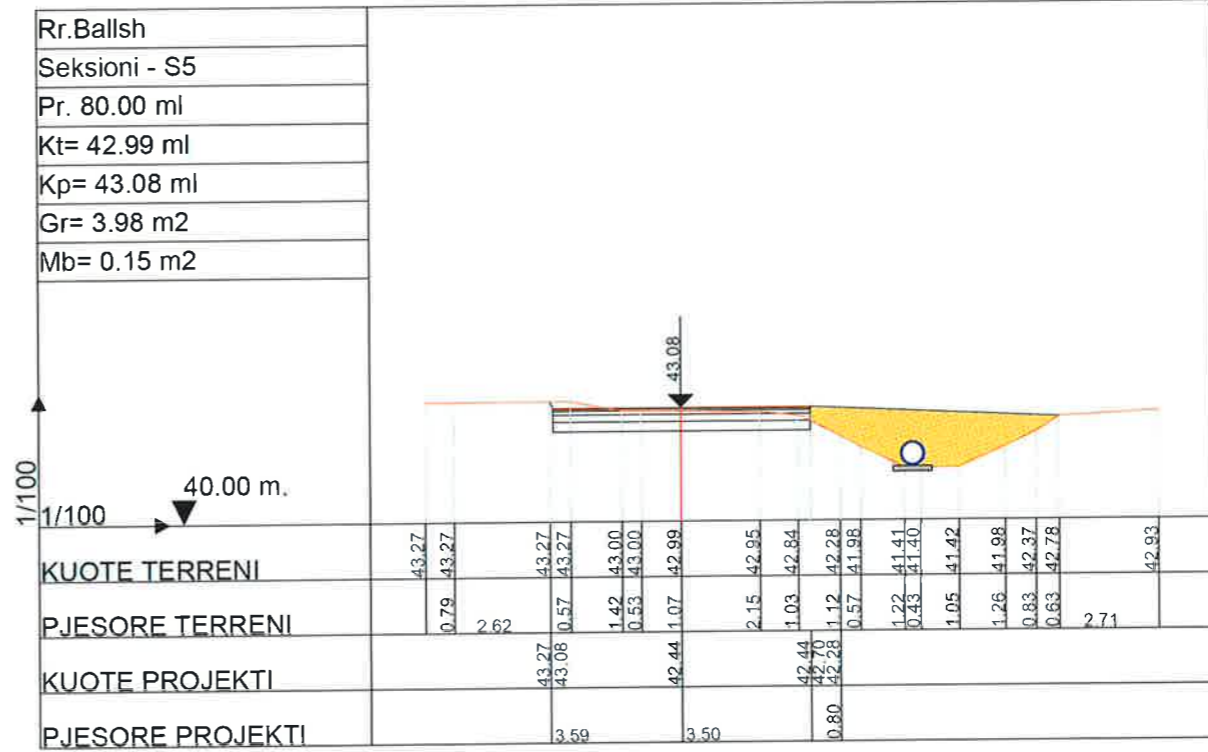 Rr.Ballsh
Seksioni - S5
Pr. 80.00 ml
Kt= 42.99 ml
Kp= 43.08 ml
Gr= 3.98 m2
Mb= 0.15 m2
43.08
1/100
40.00 m.
1/100
KUOTE TERRENI 43.27 43.27 43.27 43.27 43.00 43.00 42.99 42.95 42.84 42.28 41.98 41.41 41.40 41.42 41.98 42.37 42.78 42.93
PJESORE TERRENI 0.79 2.62 0.57 1.42 0.53 1.07 2.15 1.03 1.12 0.57 1.22 0.43 1.05 1.26 0.83 0.63 2.71
KUOTE PROJEKTI 43.27 43.08 42.44 42.44 42.70 42.28
PJESORE PROJEKTI 3.59 3.50 0.80